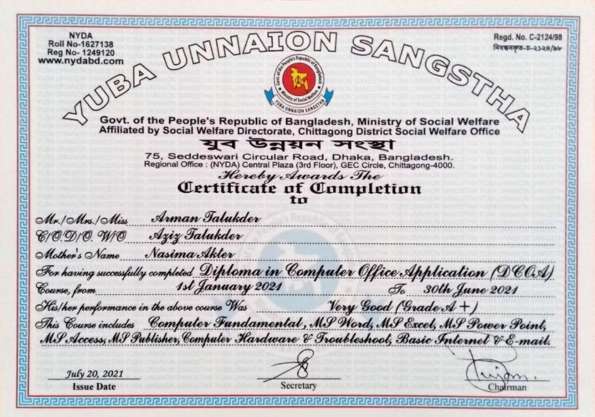 NYDA
Roll No-1627138
Reg No- 1249120
www.nydabd.com
Regd. No. C-2124/98
নিবন্ধনকৃত-চ-২১২৪/৯৮
YUBA UNNAION SANGSTHA
YUBA UNNAION SANGSTHA
Govt. of the People's Republic of Bangladesh, Ministry of Social Welfare
Affiliated by Social Welfare Directorate, Chittagong District Social Welfare Office
যুব উন্নয়ন সংস্থা
75, Seddeswari Circular Road, Dhaka, Bangladesh.
Regional Office : (NYDA) Central Plaza (3rd Floor), GEC Circle, Chittagong-4000.
Hereby Awards The
Certificate of Completion
to
Mr./Mrs./Miss Arman Talukder
C/O.D/O. W/O Aziz Talukder
Mother's Name Nasima Akter
For having successfully completed Diploma in Computer Office Application (DCOA)
Course, from 1st January 2021 To 30th June 2021
His/her performance in the above course Was Very Good (Grade A+)
This Course includes Computer Fundamental, MS Word, MS Excel, MS Power Point,
MS Access, MS Publisher, Computer Hardware & Troubleshoot, Basic Internet & E-mail.
July 20, 2021
Issue Date
Secretary
Chairman